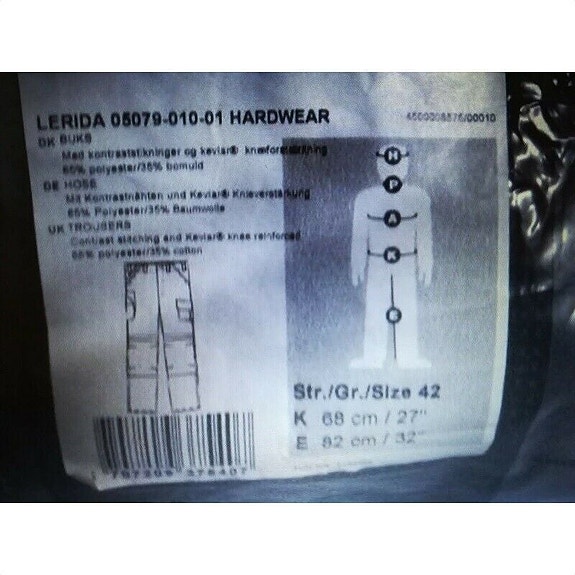 LERIDA 05079-010-01 HARDWEAR
DK BUKS
Med kontraststikninger og kevlar® knæforstærkning
65% polyester/35% bomuld
DE HOSE
Mit Kontrastnähten und Kevlar® Knieverstärkung
65% Polyester/35% Baumwolle
UK TROUSERS
Contrast stitching and Kevlar® knee reinforced
65% polyester/35% cotton
H
P
A
K
E
Str./Gr./Size 42
K 68 cm / 27"
E 82 cm / 32"